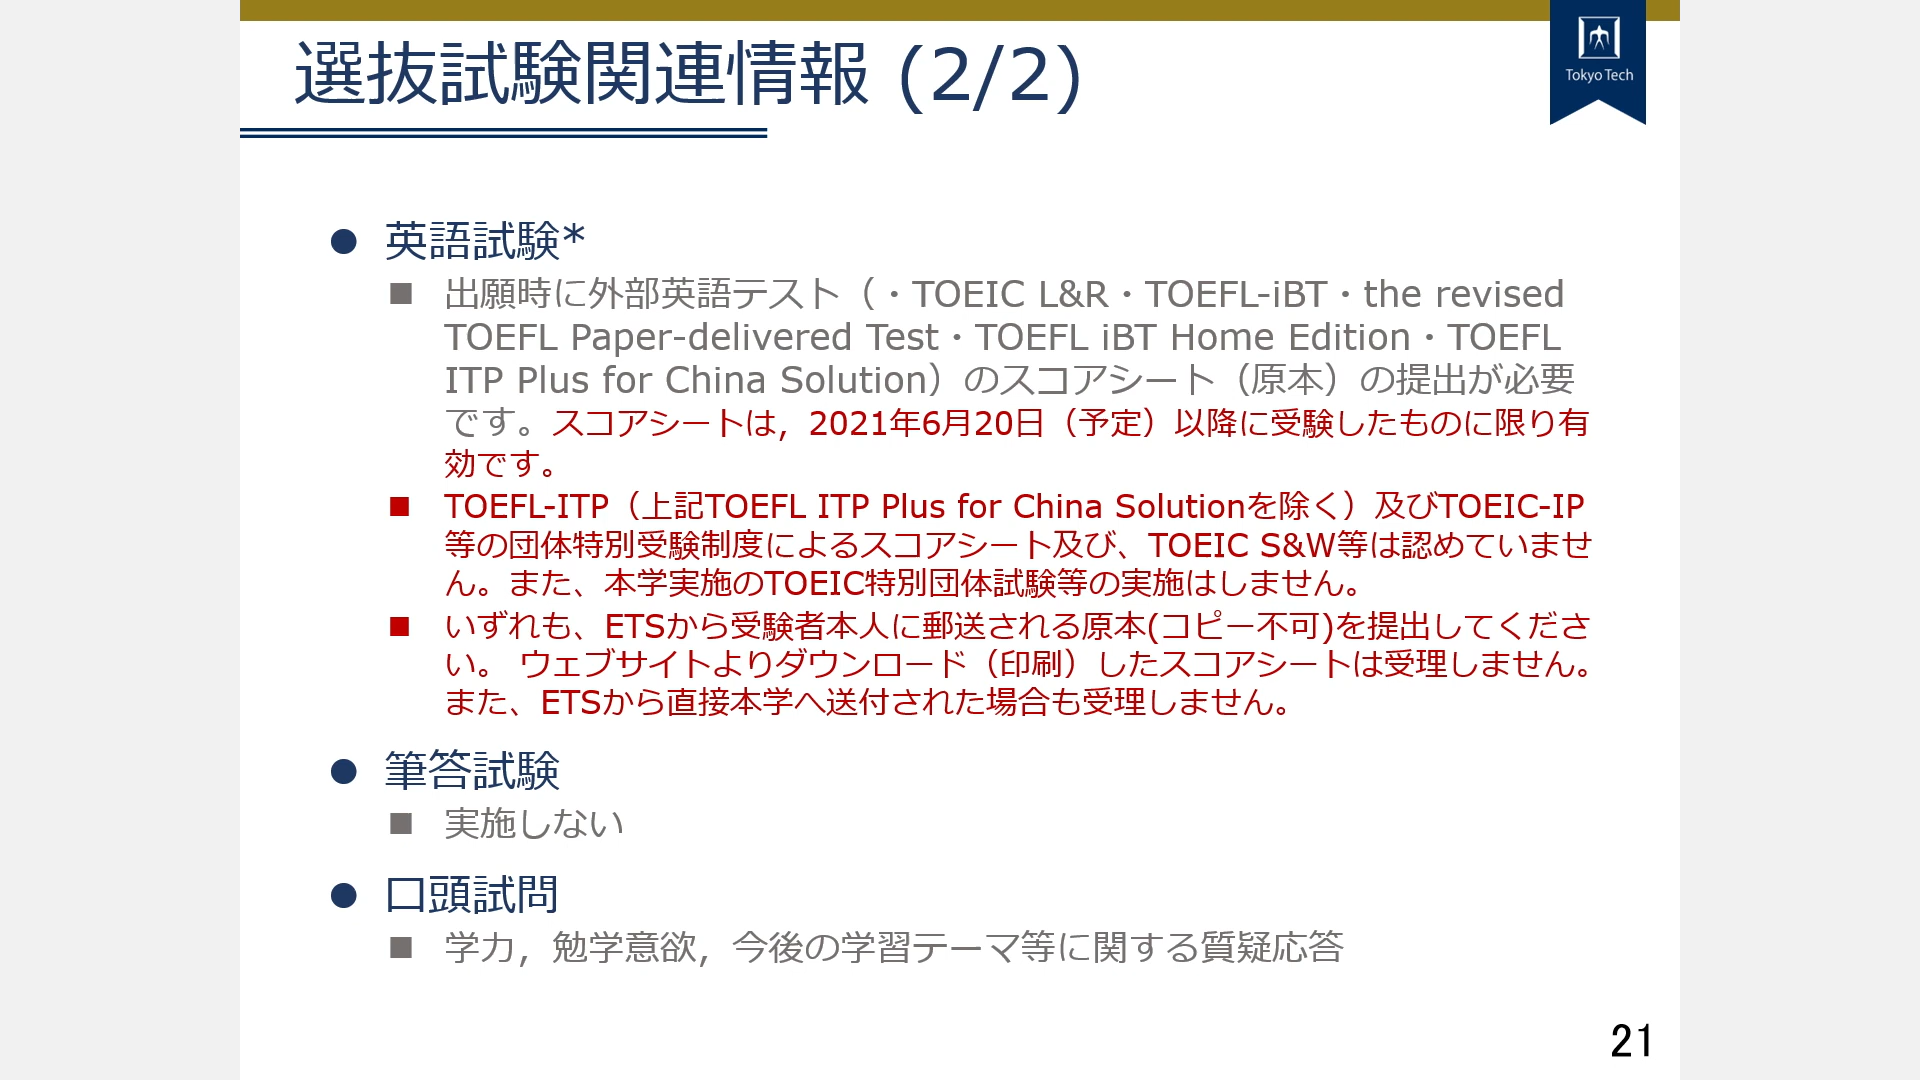 選抜試験関連情報 (2/2)
Tokyo Tech
● 英語試験*
■ 出願時に外部英語テスト（・TOEIC L&R・TOEFL-iBT・the revised
TOEFL Paper-delivered Test・TOEFL iBT Home Edition・TOEFL
ITP Plus for China Solution）のスコアシート（原本）の提出が必要
です。スコアシートは，2021年6月20日（予定）以降に受験したものに限り有
効です。
■ TOEFL-ITP（上記TOEFL ITP Plus for China Solutionを除く）及びTOEIC-IP
等の団体特別受験制度によるスコアシート及び、TOEIC S&W等は認めていませ
ん。また、本学実施のTOEIC特別団体試験等の実施はしません。
■ いずれも、ETSから受験者本人に郵送される原本(コピー不可)を提出してくださ
い。 ウェブサイトよりダウンロード（印刷）したスコアシートは受理しません。
また、ETSから直接本学へ送付された場合も受理しません。
● 筆答試験
■ 実施しない
● 口頭試問
■ 学力，勉学意欲，今後の学習テーマ等に関する質疑応答
21